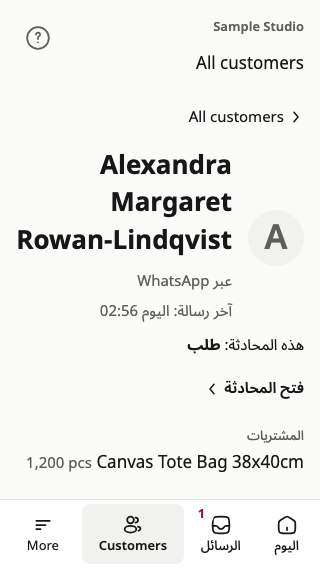 Sample Studio
All customers
All customers
Alexandra
Margaret
Rowan-Lindqvist
A
عبر WhatsApp
آخر رسالة: اليوم 02:56
هذه المحادثة: طلب
فتح المحادثة
المشتريات
Canvas Tote Bag 38x40cm 1,200 pcs
اليوم
الرسائل 1
Customers
More